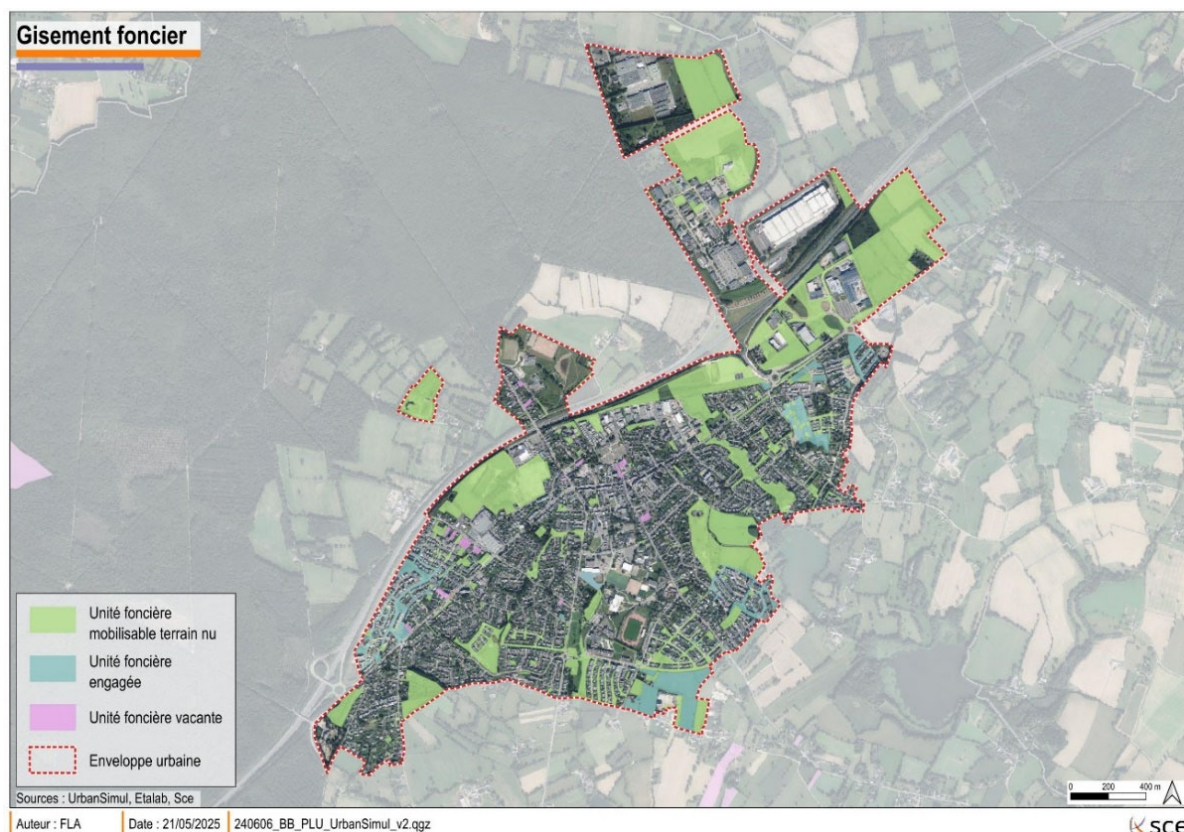 Gisement foncier
Unité foncière
mobilisable terrain nu
Unité foncière
engagée
Unité foncière vacante
Enveloppe urbaine
Sources : UrbanSimul, Etalab, Sce
0 200 400 m
Auteur : FLA Date : 21/05/2025 240606_BB_PLU_UrbanSimul_v2.qgz
sce